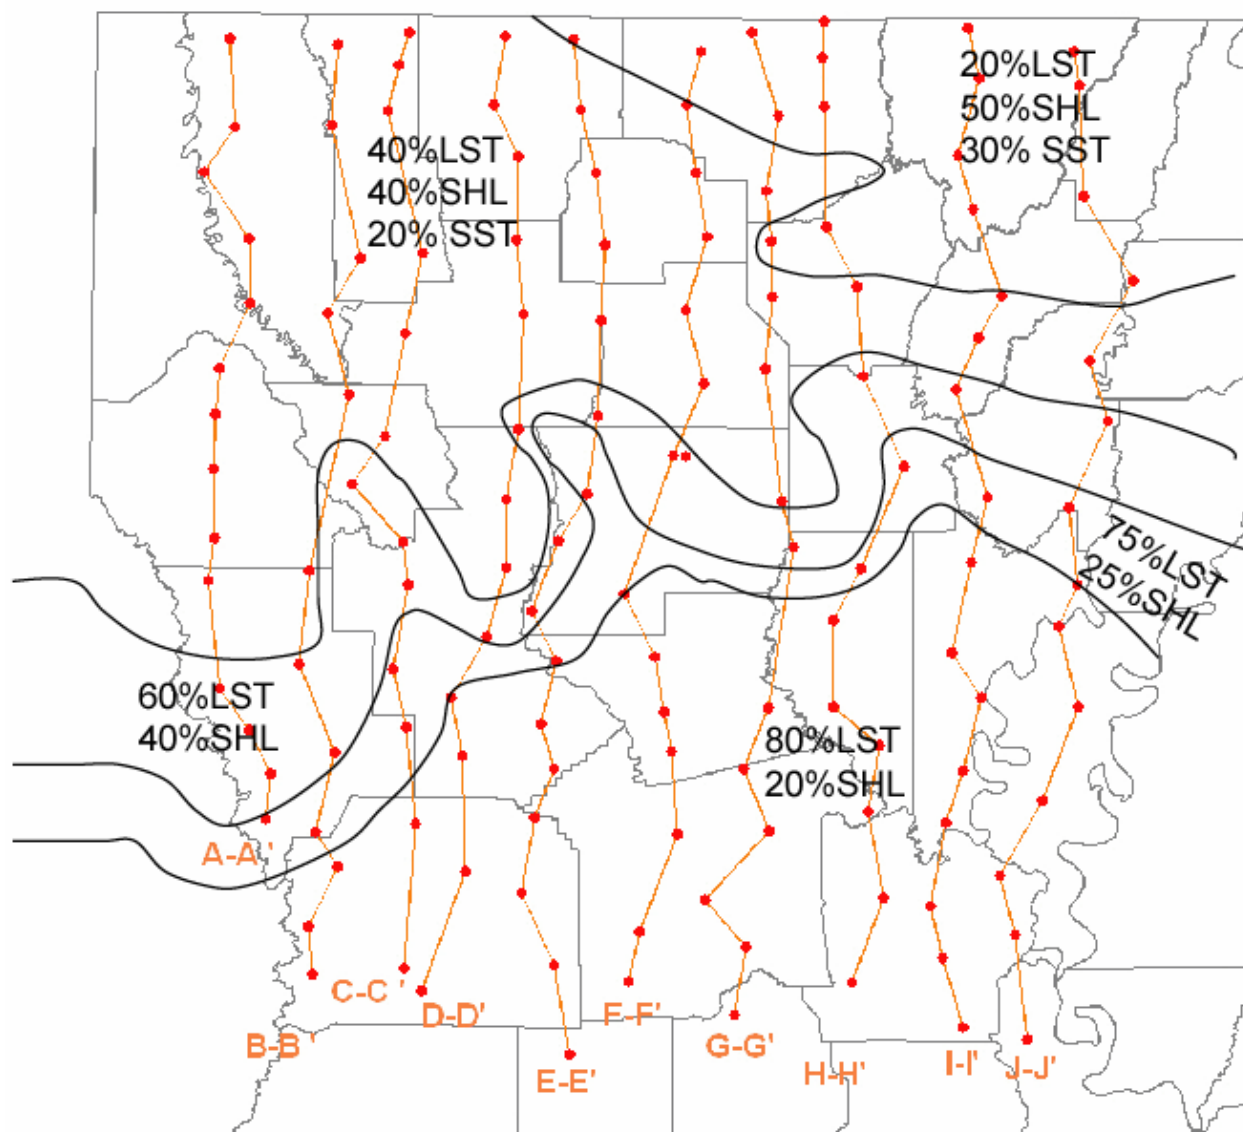 20%LST
50%SHL
30% SST
40%LST
40%SHL
20% SST
75%LST
25%SHL
60%LST
40%SHL
80%LST
20%SHL
A-A'
B-B '
C-C '
D-D'
E-E'
F-F'
G-G'
H-H'
I-I'
J-J'